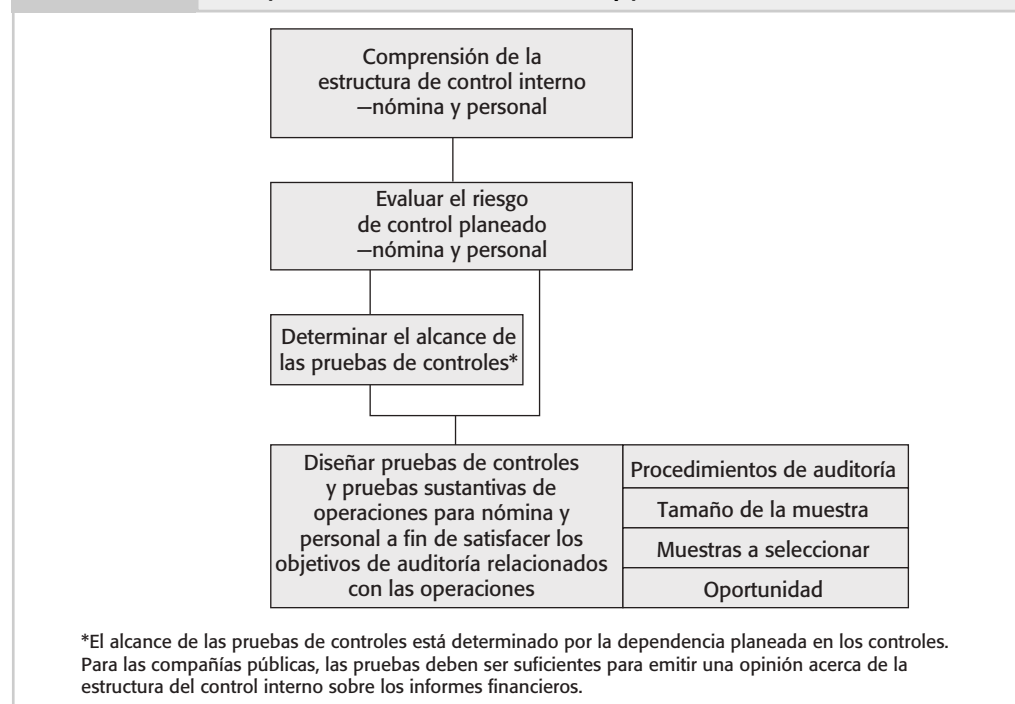 Comprensión de la
estructura de control interno
—nómina y personal
Evaluar el riesgo
de control planeado
—nómina y personal
Determinar el alcance de
las pruebas de controles*
Diseñar pruebas de controles
y pruebas sustantivas de
operaciones para nómina y
personal a fin de satisfacer los
objetivos de auditoría relacionados
con las operaciones
Procedimientos de auditoría
Tamaño de la muestra
Muestras a seleccionar
Oportunidad
*El alcance de las pruebas de controles está determinado por la dependencia planeada en los controles.
Para las compañías públicas, las pruebas deben ser suficientes para emitir una opinión acerca de la
estructura del control interno sobre los informes financieros.